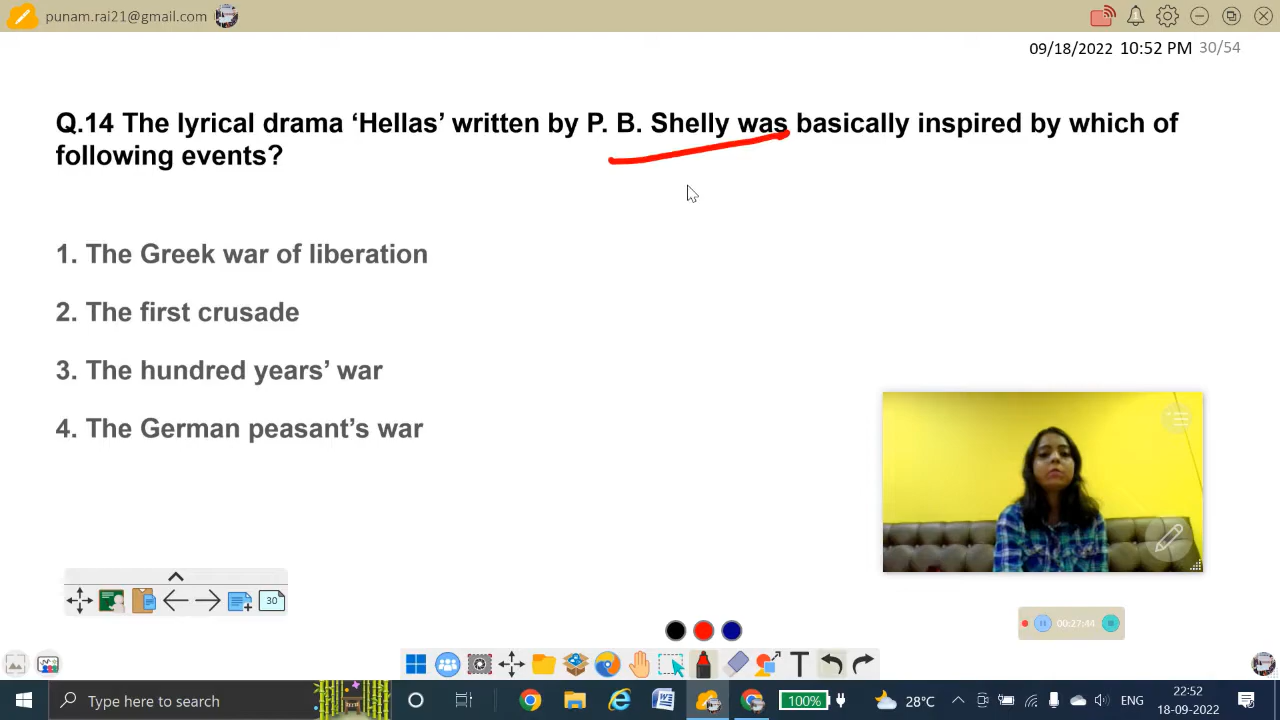 punam.rai21@gmail.com
09/18/2022 10:52 PM 30/54
Q.14 The lyrical drama ‘Hellas’ written by P. B. Shelly was basically inspired by which of
following events?
1. The Greek war of liberation
2. The first crusade
3. The hundred years’ war
4. The German peasant’s war
30
00:27:44
T
Type here to search
100%
28°C
ENG
22:52
18-09-2022